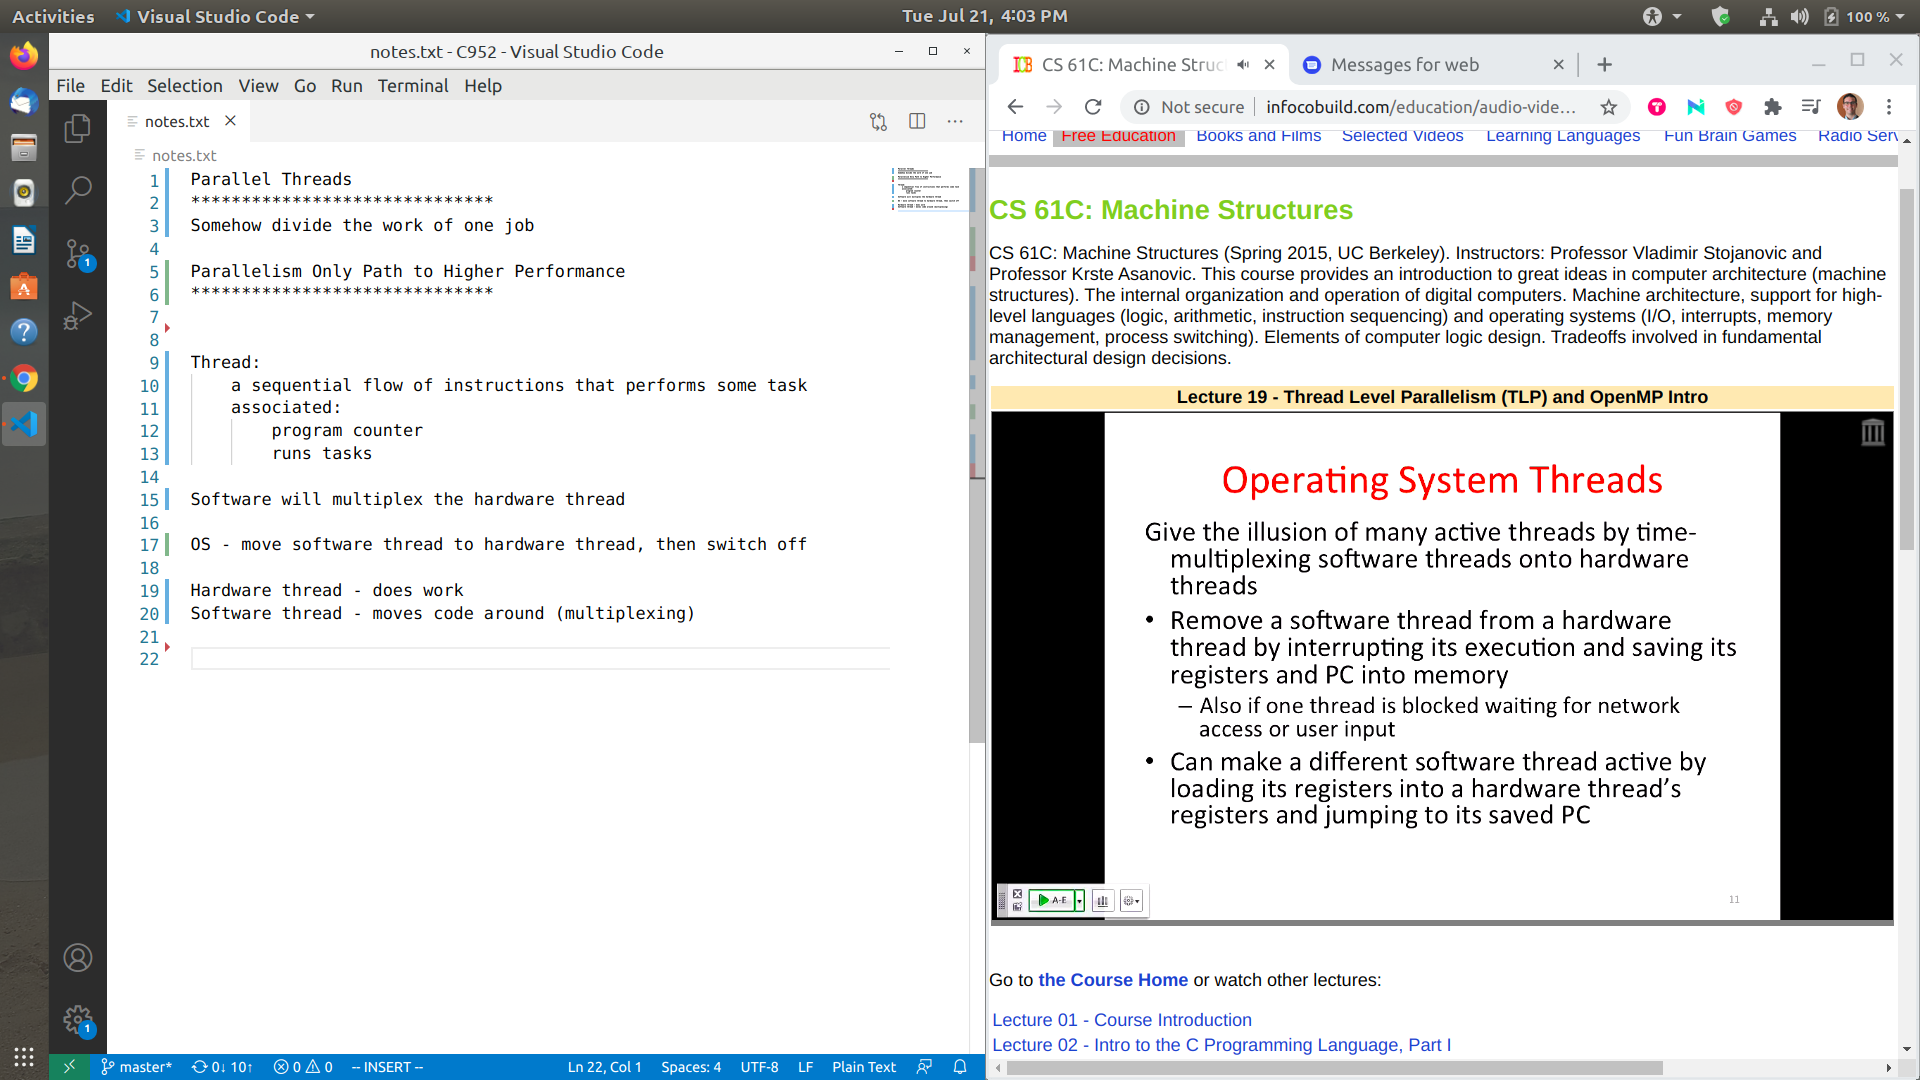 Activities
Visual Studio Code
Tue Jul 21, 4:03 PM
100 %
notes.txt - C952 - Visual Studio Code
File Edit Selection View Go Run Terminal Help
notes.txt
notes.txt
1 Parallel Threads
2 ******************************
3 Somehow divide the work of one job
4
5 Parallelism Only Path to Higher Performance
6 ******************************
7
8
9 Thread:
10 a sequential flow of instructions that performs some task
11 associated:
12 program counter
13 runs tasks
14
15 Software will multiplex the hardware thread
16
17 OS - move software thread to hardware thread, then switch off
18
19 Hardware thread - does work
20 Software thread - moves code around (multiplexing)
21
22
1
1
master* 0↓ 10↑ 0 0 -- INSERT -- Ln 22, Col 1 Spaces: 4 UTF-8 LF Plain Text
CS 61C: Machine Struc
Messages for web
Not secure infocobuild.com/education/audio-vide...
Home Free Education Books and Films Selected Videos Learning Languages Fun Brain Games Radio Serv
CS 61C: Machine Structures
CS 61C: Machine Structures (Spring 2015, UC Berkeley). Instructors: Professor Vladimir Stojanovic and
Professor Krste Asanovic. This course provides an introduction to great ideas in computer architecture (machine
structures). The internal organization and operation of digital computers. Machine architecture, support for high-
level languages (logic, arithmetic, instruction sequencing) and operating systems (I/O, interrupts, memory
management, process switching). Elements of computer logic design. Tradeoffs involved in fundamental
architectural design decisions.
Lecture 19 - Thread Level Parallelism (TLP) and OpenMP Intro
Operating System Threads
Give the illusion of many active threads by time-
multiplexing software threads onto hardware
threads
• Remove a software thread from a hardware
thread by interrupting its execution and saving its
registers and PC into memory
– Also if one thread is blocked waiting for network
access or user input
• Can make a different software thread active by
loading its registers into a hardware thread's
registers and jumping to its saved PC
A-E
11
Go to the Course Home or watch other lectures:
Lecture 01 - Course Introduction
Lecture 02 - Intro to the C Programming Language, Part I